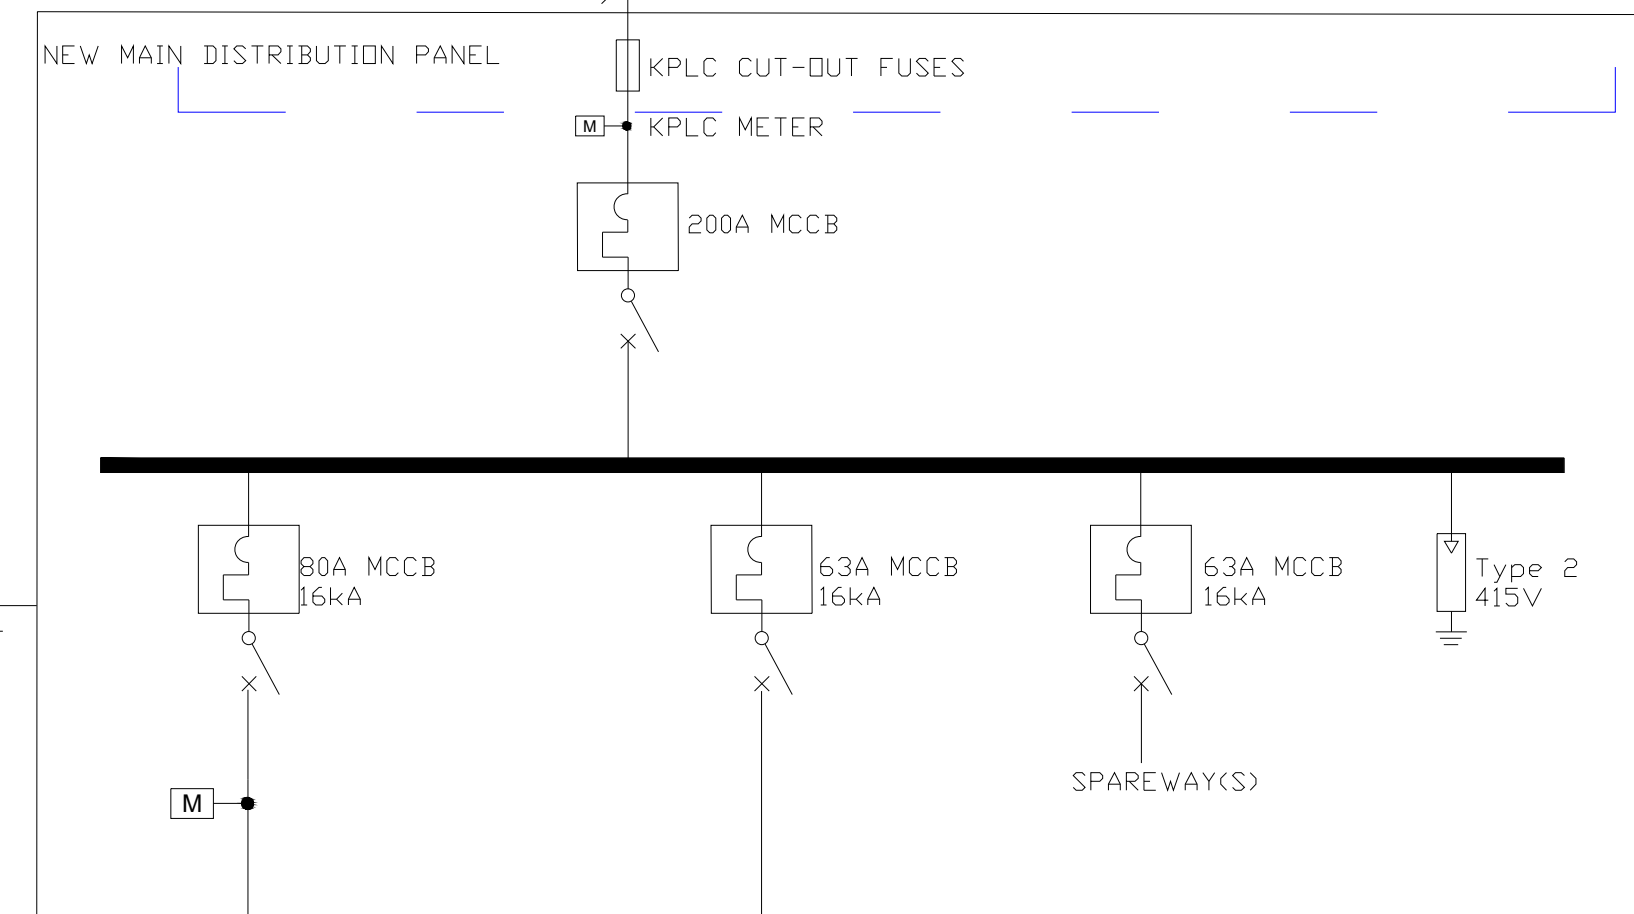 NEW MAIN DISTRIBUTION PANEL
KPLC CUT-OUT FUSES
M
KPLC METER
200A MCCB
80A MCCB
16kA
63A MCCB
16kA
63A MCCB
16kA
Type 2
415V
SPAREWAY(S)
M